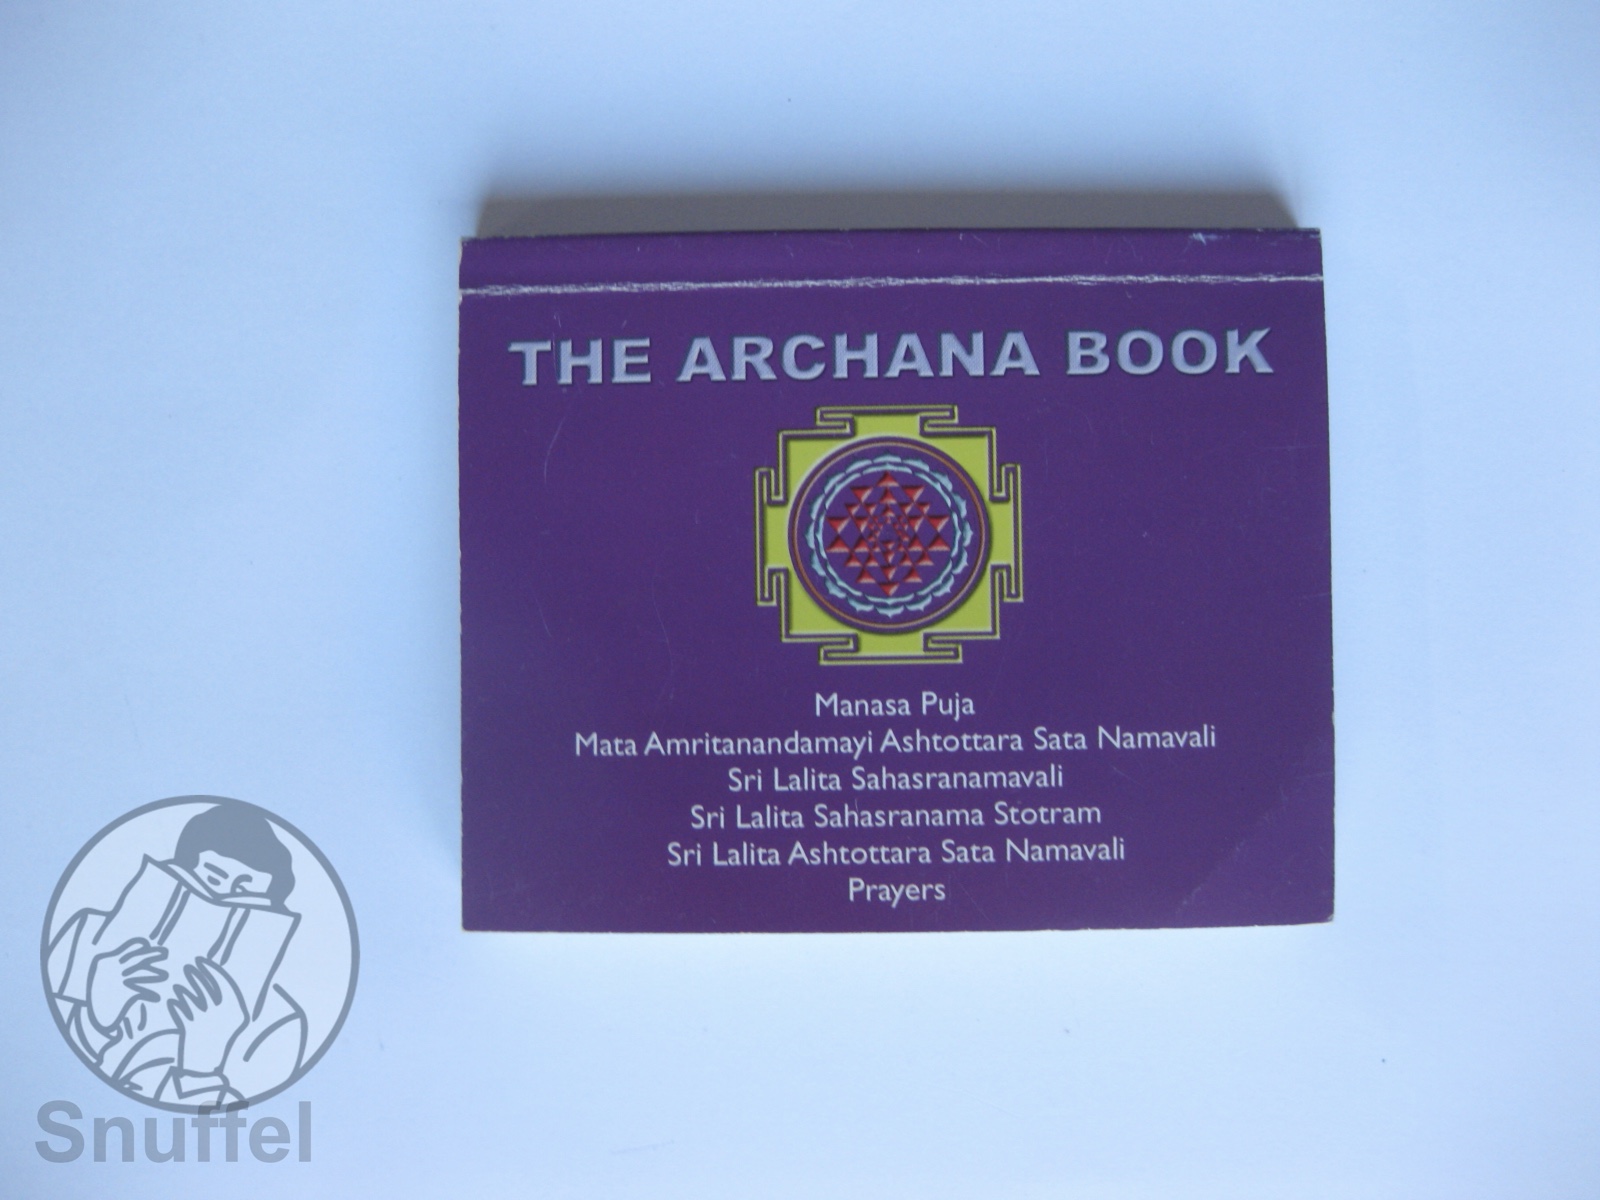 THE ARCHANA BOOK
Manasa Puja
Mata Amritanandamayi Ashtottara Sata Namavali
Sri Lalita Sahasranamavali
Sri Lalita Sahasranama Stotram
Sri Lalita Ashtottara Sata Namavali
Prayers
Snuffel